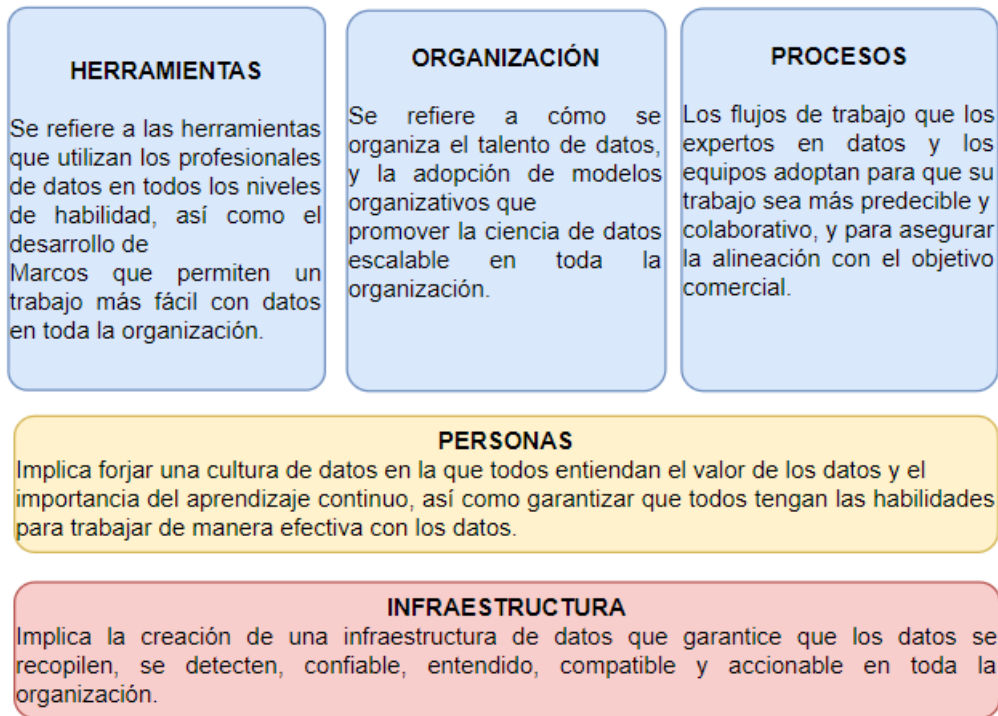 HERRAMIENTAS
Se refiere a las herramientas
que utilizan los profesionales
de datos en todos los niveles
de habilidad, así como el
desarrollo de
Marcos que permiten un
trabajo más fácil con datos
en toda la organización.
ORGANIZACIÓN
Se refiere a cómo se
organiza el talento de datos,
y la adopción de modelos
organizativos que
promover la ciencia de datos
escalable en toda la
organización.
PROCESOS
Los flujos de trabajo que los
expertos en datos y los
equipos adoptan para que su
trabajo sea más predecible y
colaborativo, y para asegurar
la alineación con el objetivo
comercial.
PERSONAS
Implica forjar una cultura de datos en la que todos entiendan el valor de los datos y el
importancia del aprendizaje continuo, así como garantizar que todos tengan las habilidades
para trabajar de manera efectiva con los datos.
INFRAESTRUCTURA
Implica la creación de una infraestructura de datos que garantice que los datos se
recopilen, se detecten, confiable, entendido, compatible y accionable en toda la
organización.